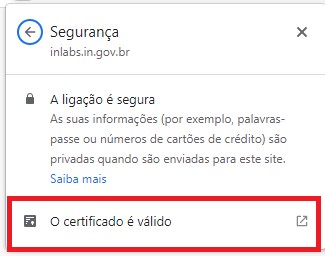 Segurança
inlabs.in.gov.br
A ligação é segura
As suas informações (por exemplo, palavras-
passe ou números de cartões de crédito) são
privadas quando são enviadas para este site.
Saiba mais
O certificado é válido